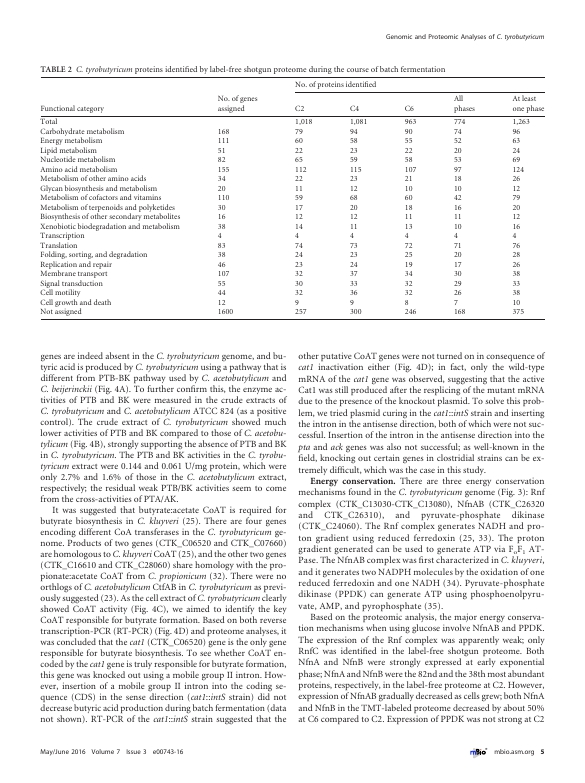 Genomic and Proteomic Analyses of C. tyrobutyricum
TABLE 2 C. tyrobutyricum proteins identified by label-free shotgun proteome during the course of batch fermentation
No. of proteins identified
No. of genes All At least
Functional category assigned C2 C4 C6 phases one phase
Total 1,018 1,081 963 774 1,263
Carbohydrate metabolism 168 79 94 90 74 96
Energy metabolism 111 60 58 55 52 63
Lipid metabolism 51 22 23 22 20 24
Nucleotide metabolism 82 65 59 58 53 69
Amino acid metabolism 155 112 115 107 97 124
Metabolism of other amino acids 34 22 23 21 18 26
Glycan biosynthesis and metabolism 20 11 12 10 10 12
Metabolism of cofactors and vitamins 110 59 68 60 42 79
Metabolism of terpenoids and polyketides 30 17 20 18 16 20
Biosynthesis of other secondary metabolites 16 12 12 11 11 12
Xenobiotic biodegradation and metabolism 38 14 11 13 10 16
Transcription 4 4 4 4 4 4
Translation 83 74 73 72 71 76
Folding, sorting, and degradation 38 24 23 25 20 28
Replication and repair 46 23 24 19 17 26
Membrane transport 107 32 37 34 30 38
Signal transduction 55 30 33 32 29 33
Cell motility 44 32 36 32 26 38
Cell growth and death 12 9 9 8 7 10
Not assigned 1600 257 300 246 168 375
genes are indeed absent in the C. tyrobutyricum genome, and bu-
tyric acid is produced by C. tyrobutyricum using a pathway that is
different from PTB-BK pathway used by C. acetobutylicum and
C. beijerinckii (Fig. 4A). To further confirm this, the enzyme ac-
tivities of PTB and BK were measured in the crude extracts of
C. tyrobutyricum and C. acetobutylicum ATCC 824 (as a positive
control). The crude extract of C. tyrobutyricum showed much
lower activities of PTB and BK compared to those of C. acetobu-
tylicum (Fig. 4B), strongly supporting the absence of PTB and BK
in C. tyrobutyricum. The PTB and BK activities in the C. tyrobu-
tyricum extract were 0.144 and 0.061 U/mg protein, which were
only 2.7% and 1.6% of those in the C. acetobutylicum extract,
respectively; the residual weak PTB/BK activities seem to come
from the cross-activities of PTA/AK.
It was suggested that butyrate:acetate CoAT is required for
butyrate biosynthesis in C. kluyveri (25). There are four genes
encoding different CoA transferases in the C. tyrobutyricum ge-
nome. Products of two genes (CTK_C06520 and CTK_C07660)
are homologous to C. kluyveri CoAT (25), and the other two genes
(CTK_C16610 and CTK_C28060) share homology with the pro-
pionate:acetate CoAT from C. propionicum (32). There were no
orthlogs of C. acetobutylicum CtfAB in C. tyrobutyricum as previ-
ously suggested (23). As the cell extract of C. tyrobutyricum clearly
showed CoAT activity (Fig. 4C), we aimed to identify the key
CoAT responsible for butyrate formation. Based on both reverse
transcription-PCR (RT-PCR) (Fig. 4D) and proteome analyses, it
was concluded that the cat1 (CTK_C06520) gene is the only gene
responsible for butyrate biosynthesis. To see whether CoAT en-
coded by the cat1 gene is truly responsible for butyrate formation,
this gene was knocked out using a mobile group II intron. How-
ever, insertion of a mobile group II intron into the coding se-
quence (CDS) in the sense direction (cat1::intS strain) did not
decrease butyric acid production during batch fermentation (data
not shown). RT-PCR of the cat1::intS strain suggested that the
other putative CoAT genes were not turned on in consequence of
cat1 inactivation either (Fig. 4D); in fact, only the wild-type
mRNA of the cat1 gene was observed, suggesting that the active
Cat1 was still produced after the resplicing of the mutant mRNA
due to the presence of the knockout plasmid. To solve this prob-
lem, we tried plasmid curing in the cat1::intS strain and inserting
the intron in the antisense direction, both of which were not suc-
cessful. Insertion of the intron in the antisense direction into the
pta and ack genes was also not successful; as well-known in the
field, knocking out certain genes in clostridial strains can be ex-
tremely difficult, which was the case in this study.
Energy conservation. There are three energy conservation
mechanisms found in the C. tyrobutyricum genome (Fig. 3): Rnf
complex (CTK_C13030-CTK_C13080), NfnAB (CTK_C26320
and CTK_C26310), and pyruvate-phosphate dikinase
(CTK_C24060). The Rnf complex generates NADH and pro-
ton gradient using reduced ferredoxin (25, 33). The proton
gradient generated can be used to generate ATP via FoF1 AT-
Pase. The NfnAB complex was first characterized in C. kluyveri,
and it generates two NADPH molecules by the oxidation of one
reduced ferredoxin and one NADH (34). Pyruvate-phosphate
dikinase (PPDK) can generate ATP using phosphoenolpyru-
vate, AMP, and pyrophosphate (35).
Based on the proteomic analysis, the major energy conserva-
tion mechanisms when using glucose involve NfnAB and PPDK.
The expression of the Rnf complex was apparently weak; only
RnfC was identified in the label-free shotgun proteome. Both
NfnA and NfnB were strongly expressed at early exponential
phase; NfnA and NfnB were the 82nd and the 38th most abundant
proteins, respectively, in the label-free proteome at C2. However,
expression of NfnAB gradually decreased as cells grew; both NfnA
and NfnB in the TMT-labeled proteome decreased by about 50%
at C6 compared to C2. Expression of PPDK was not strong at C2
May/June 2016 Volume 7 Issue 3 e00743-16
mBio mbio.asm.org 5